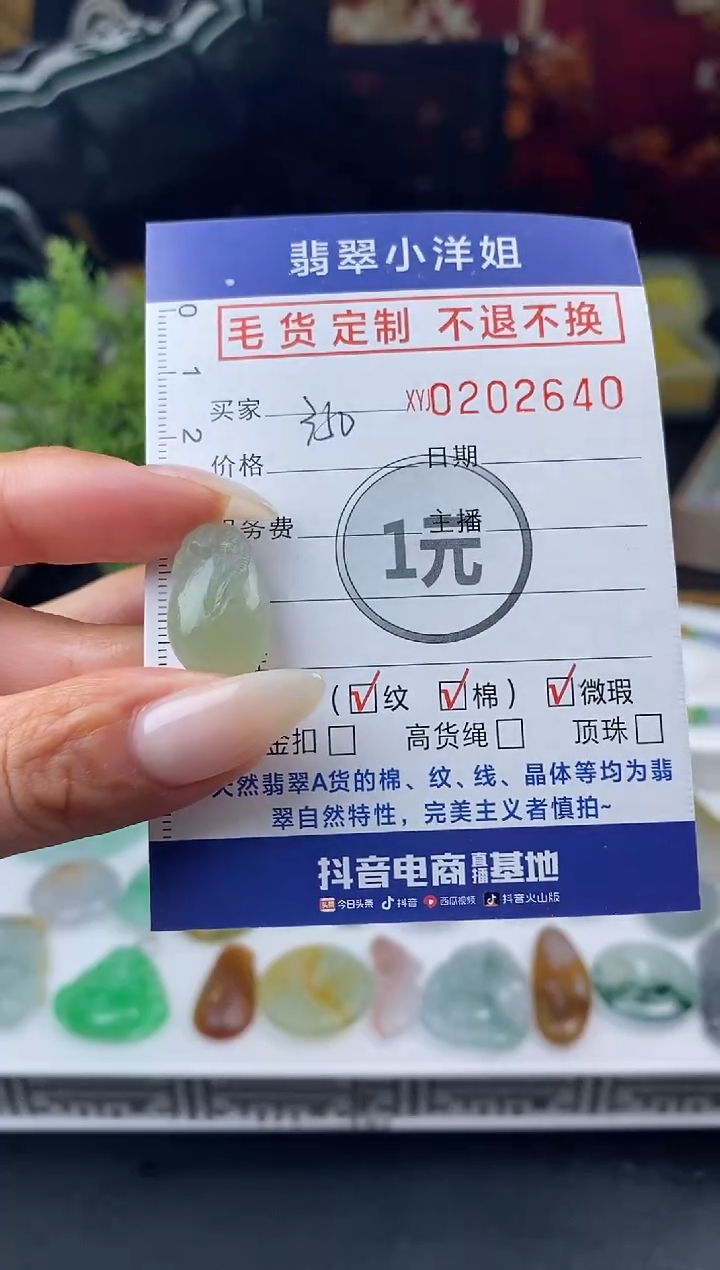 翡翠小洋姐
毛货定制 不退不换
0
1
2
买家
XYJ0202640
价格 日期
服务费 主播
1元
(☑纹 ☑棉) ☑微瑕
金扣□ 高货绳□ 顶珠□
天然翡翠A货的棉、纹、线、晶体等均为翡
翠自然特性，完美主义者慎拍~
抖音电商直播基地
头条 今日头条 抖音 西瓜视频 抖音火山版